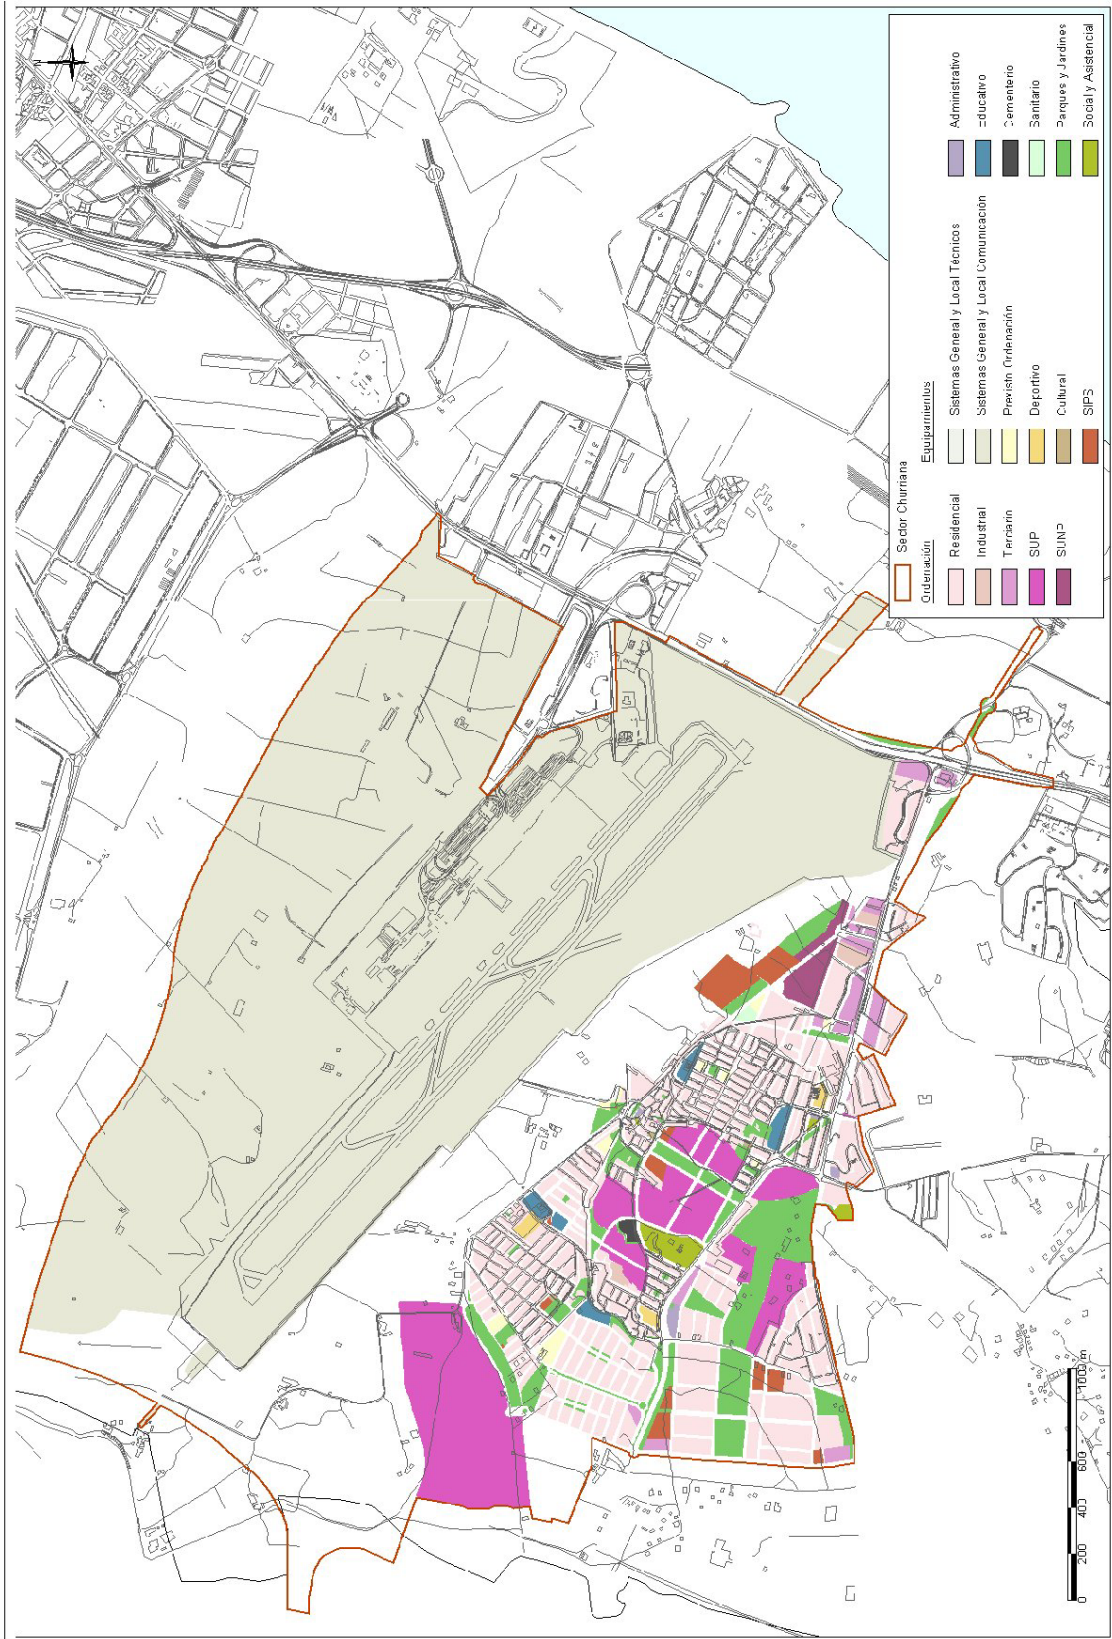 Sector Churriana
Ordenación
Residencial
Industrial
Terciario
SUP
SUNP
Equipamientos
Sistemas General y Local Técnicos
Sistemas General y Local Comunicación
Previsto Ordenación
Deportivo
Cultural
SIPS
Administrativo
Educativo
Cementerio
Sanitario
Parques y Jardines
Social y Asistencial
0 200 400 600 1000 m